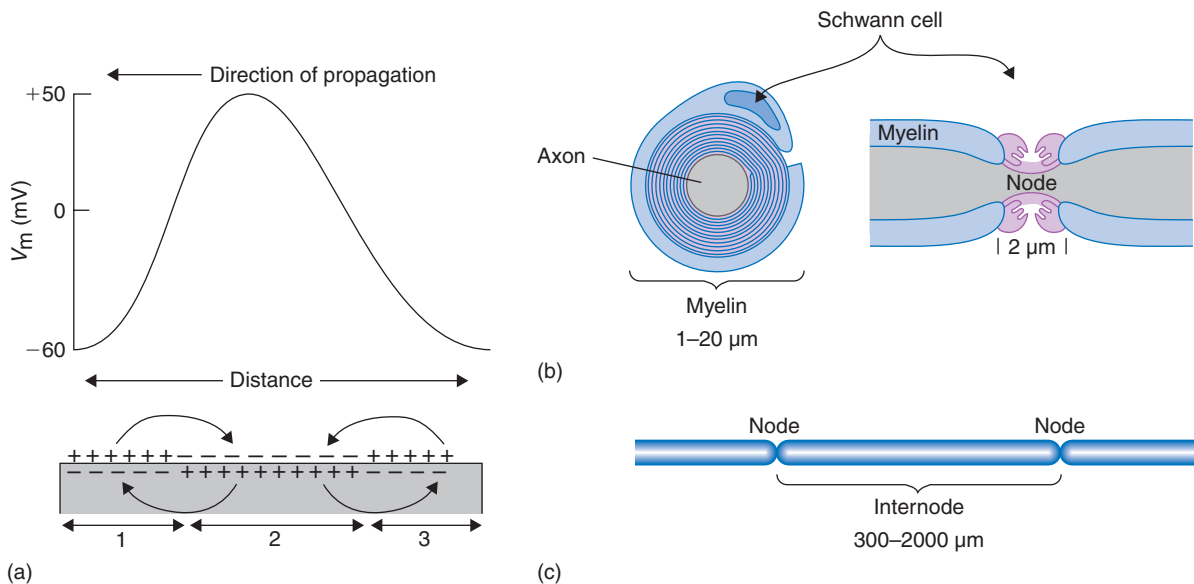 Direction of propagation
+50
0
−60
Vm (mV)
Distance
+ + + + + + − − − − − − − − + + + + +
− − − − + + + + + + + + + − − − −
1
2
3
(a)
Schwann cell
Axon
Myelin
1–20 μm
Myelin
Node
2 μm
(b)
Node
Node
Internode
300–2000 μm
(c)